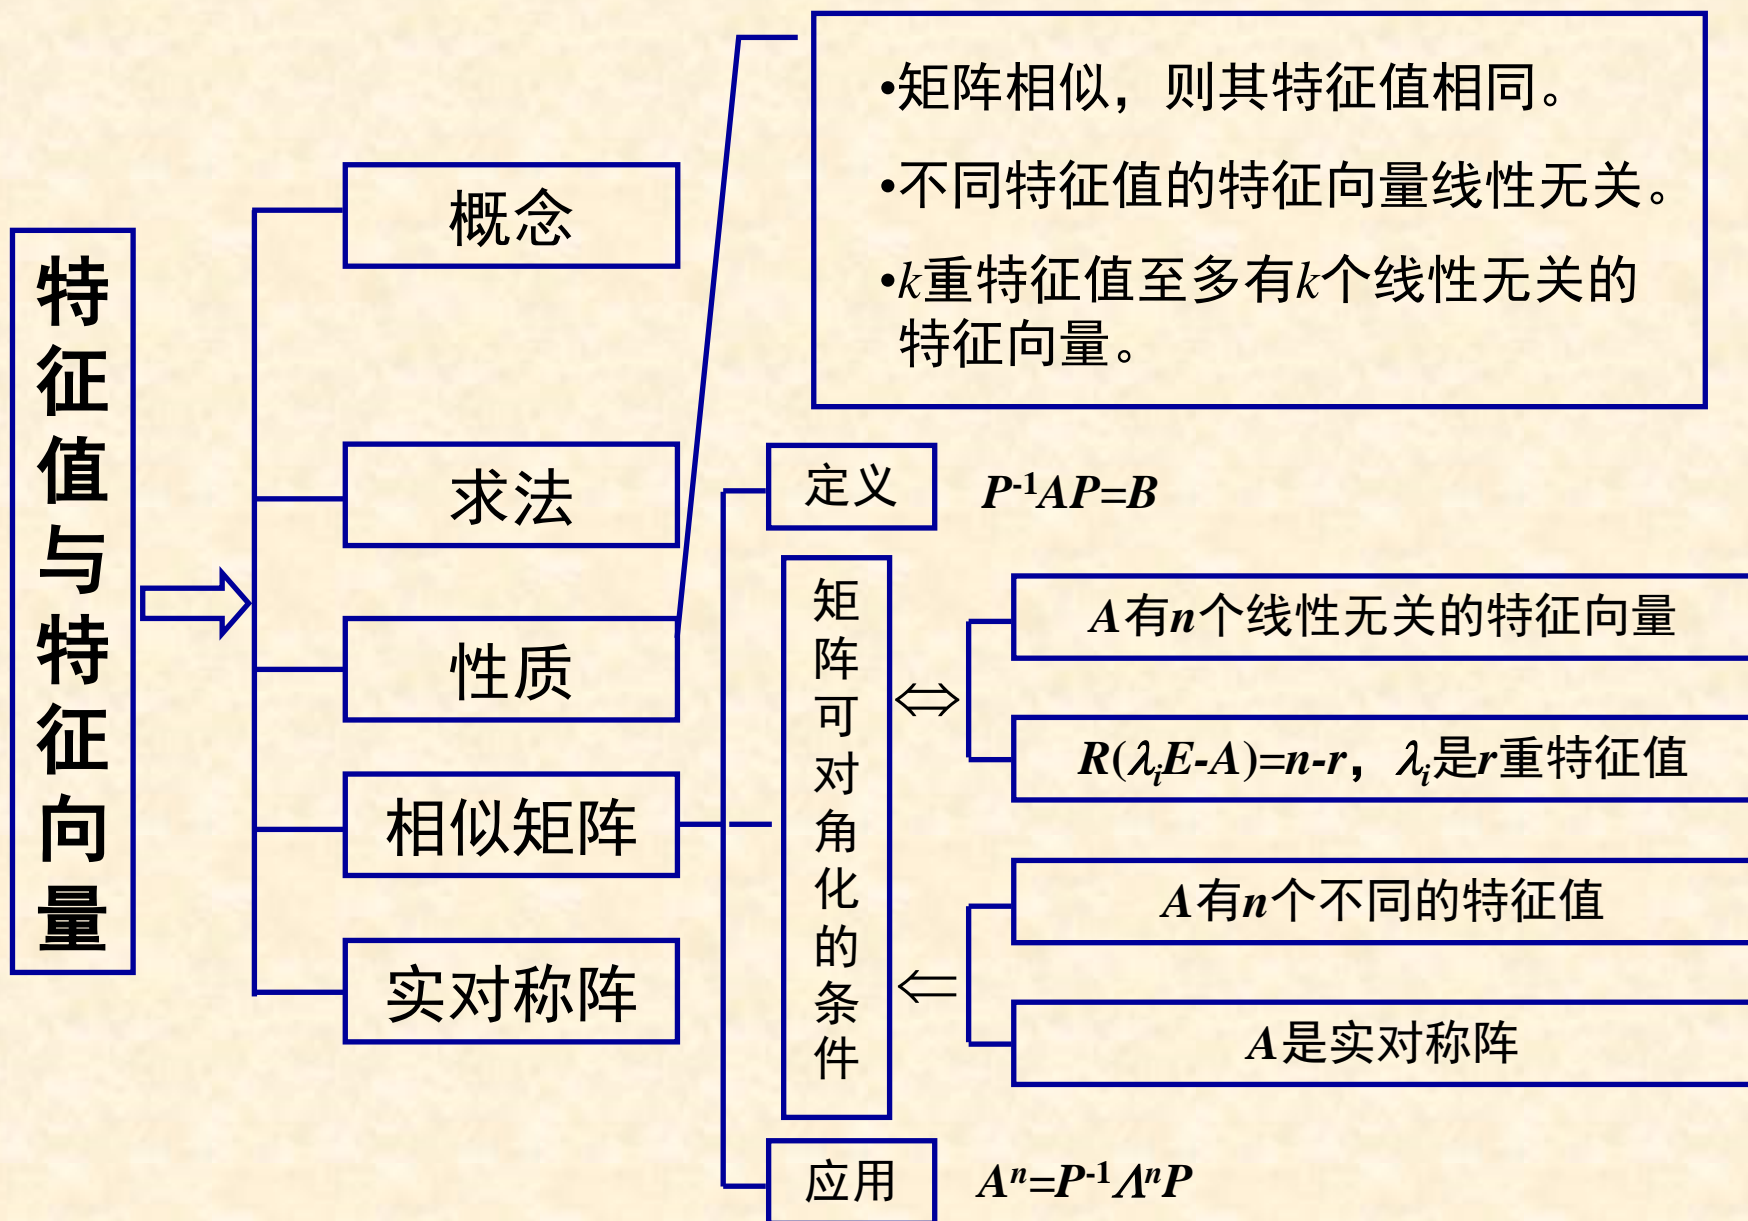 特征值与特征向量
概念
求法
性质
相似矩阵
实对称阵
•矩阵相似，则其特征值相同。
•不同特征值的特征向量线性无关。
•k重特征值至多有k个线性无关的
特征向量。
定义
P⁻¹AP=B
矩阵可对角化的条件
⇔
A有n个线性无关的特征向量
R(λᵢE-A)=n-r，λᵢ是r重特征值
⇐
A有n个不同的特征值
A是实对称阵
应用
Aⁿ=P⁻¹ΛⁿP